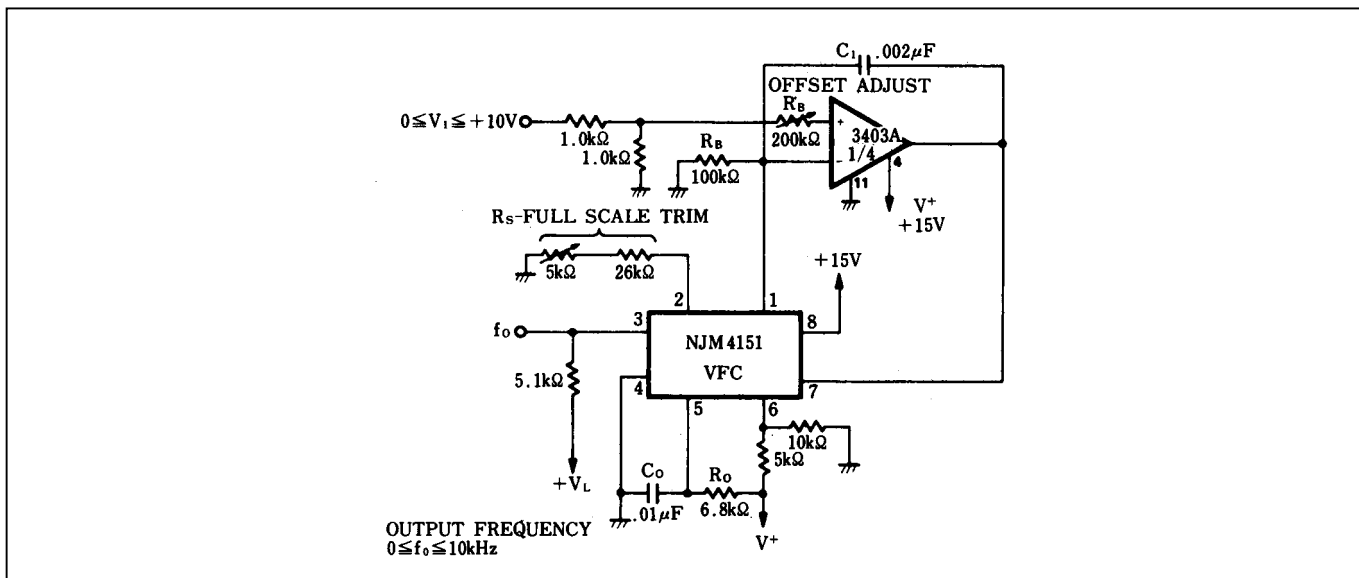 C₁ .002μF
OFFSET ADJUST
0≦V₁≦+10V
1.0kΩ
1.0kΩ
R_B
100kΩ
R_B
200kΩ
+
-
3403A
1/4
4
11
V⁺
+15V
Rs-FULL SCALE TRIM
5kΩ
26kΩ
+15V
2
1
f₀
3
8
NJM4151
VFC
5.1kΩ
4
7
5
6
10kΩ
5kΩ
+V_L
C₀
.01μF
R₀
6.8kΩ
V⁺
OUTPUT FREQUENCY
0≦f₀≦10kHz